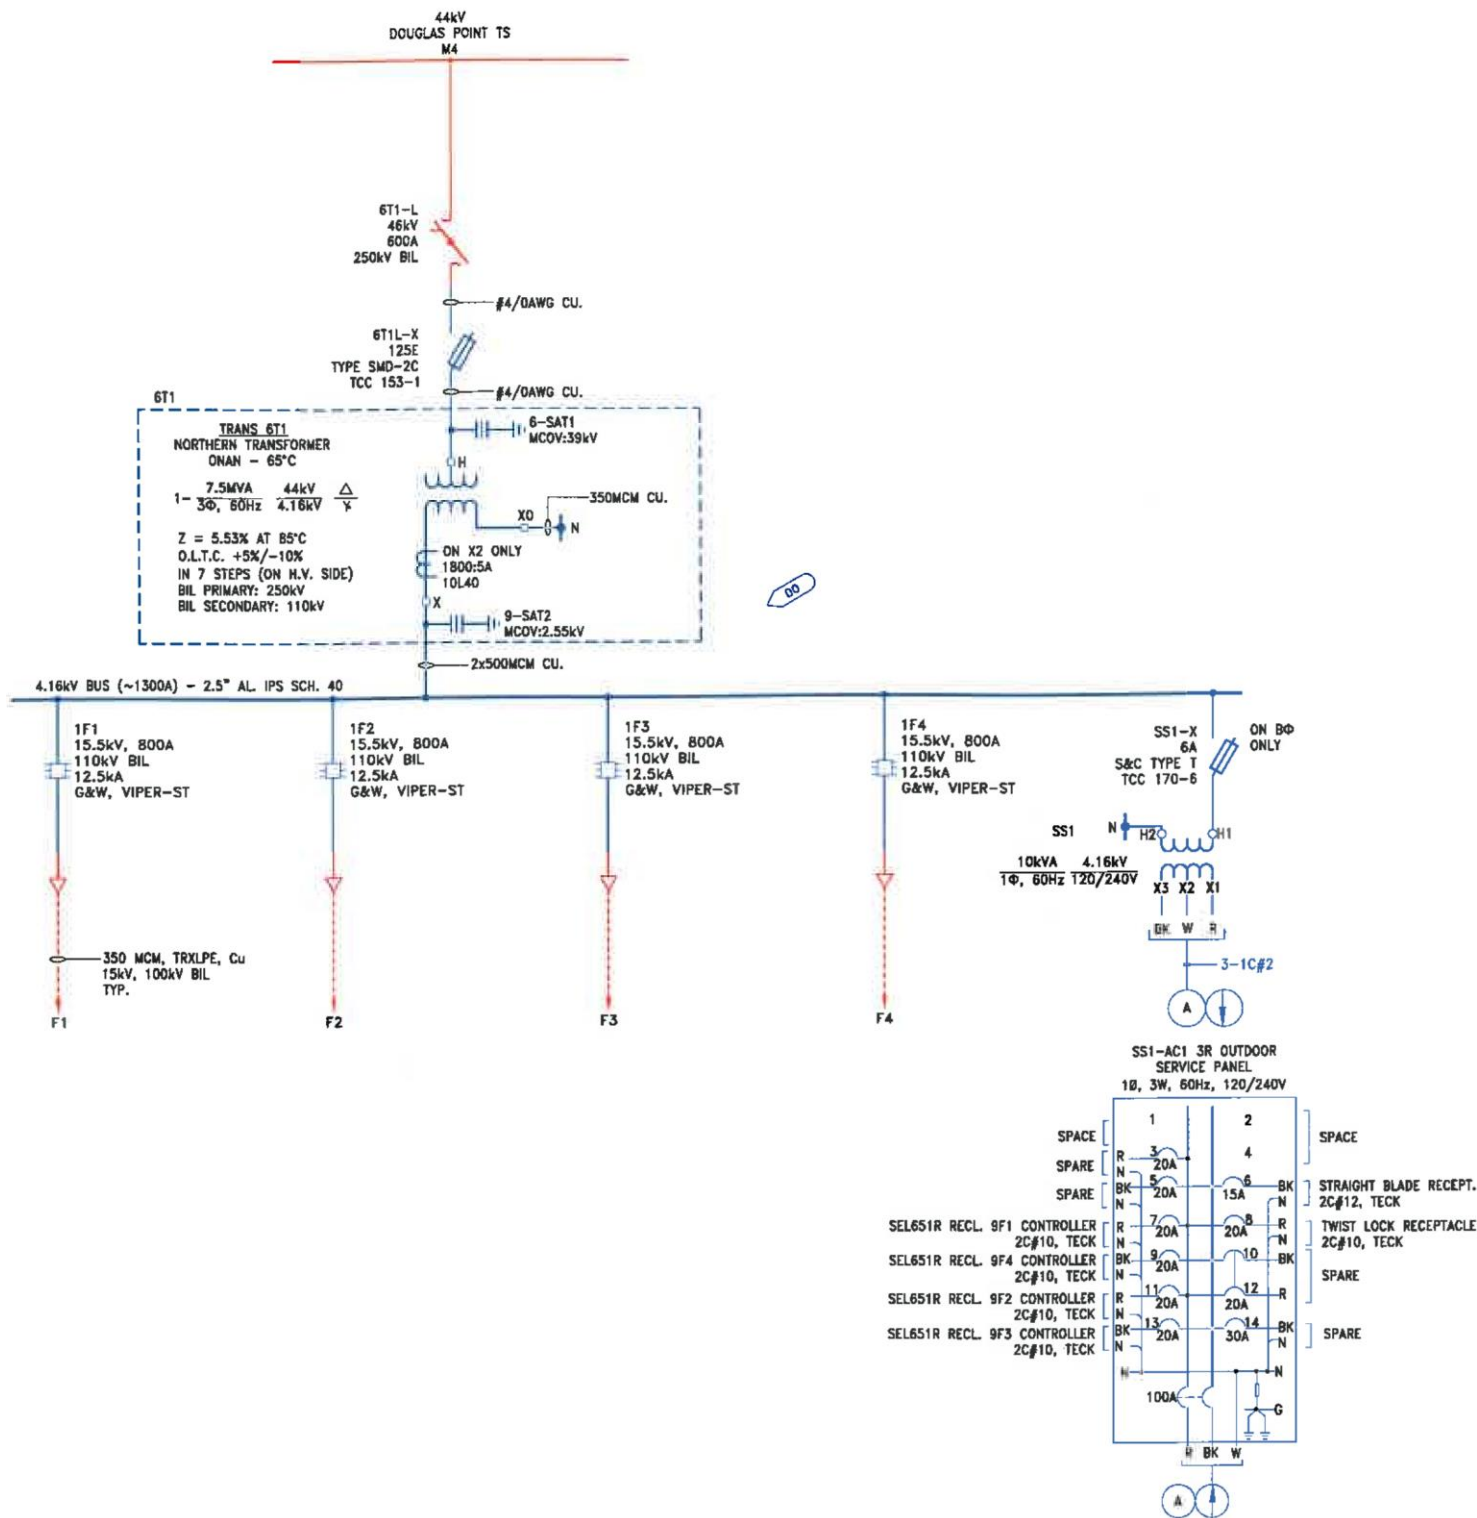 44kV
DOUGLAS POINT TS
M4
6T1-L
46kV
600A
250kV BIL
#4/0AWG CU.
6T1L-X
125E
TYPE SMD-2C
TCC 153-1
#4/0AWG CU.
6T1
TRANS 6T1
NORTHERN TRANSFORMER
ONAN - 65°C
1- 7.5MVA 44kV Δ
3Φ, 60Hz 4.16kV Y
Z = 5.53% AT 85°C
O.L.T.C. +5%/-10%
IN 7 STEPS (ON H.V. SIDE)
BIL PRIMARY: 250kV
BIL SECONDARY: 110kV
6-SAT1
MCOV:39kV
H
350MCM CU.
X0
N
ON X2 ONLY
1800:5A
10L40
X
9-SAT2
MCOV:2.55kV
DO
2x500MCM CU.
4.16kV BUS (~1300A) - 2.5" AL. IPS SCH. 40
1F1
15.5kV, 800A
110kV BIL
12.5kA
G&W, VIPER-ST
1F2
15.5kV, 800A
110kV BIL
12.5kA
G&W, VIPER-ST
1F3
15.5kV, 800A
110kV BIL
12.5kA
G&W, VIPER-ST
1F4
15.5kV, 800A
110kV BIL
12.5kA
G&W, VIPER-ST
SS1-X
6A
S&C TYPE T
TCC 170-6
ON BΦ
ONLY
SS1
N
H2
H1
10kVA 4.16kV
1Φ, 60Hz 120/240V
X3 X2 X1
BK W R
3-1C#2
A
350 MCM, TRXLPE, Cu
15kV, 100kV BIL
TYP.
F1
F2
F3
F4
SS1-AC1 3R OUTDOOR
SERVICE PANEL
1Ø, 3W, 60Hz, 120/240V
1 2
SPACE
SPACE
SPARE R 3 4
N 20A
SPARE BK 5 6 BK STRAIGHT BLADE RECEPT.
N 20A 15A N 2C#12, TECK
SEL651R RECL. 9F1 CONTROLLER R 7 8 R TWIST LOCK RECEPTACLE
2C#10, TECK N 20A 20A N 2C#10, TECK
SEL651R RECL. 9F4 CONTROLLER BK 9 10 BK
2C#10, TECK N 20A SPARE
SEL651R RECL. 9F2 CONTROLLER R 11 12 R
2C#10, TECK N 20A 20A
SEL651R RECL. 9F3 CONTROLLER BK 13 14 BK SPARE
2C#10, TECK N 20A 30A N
N N
100A
G
R BK W
A